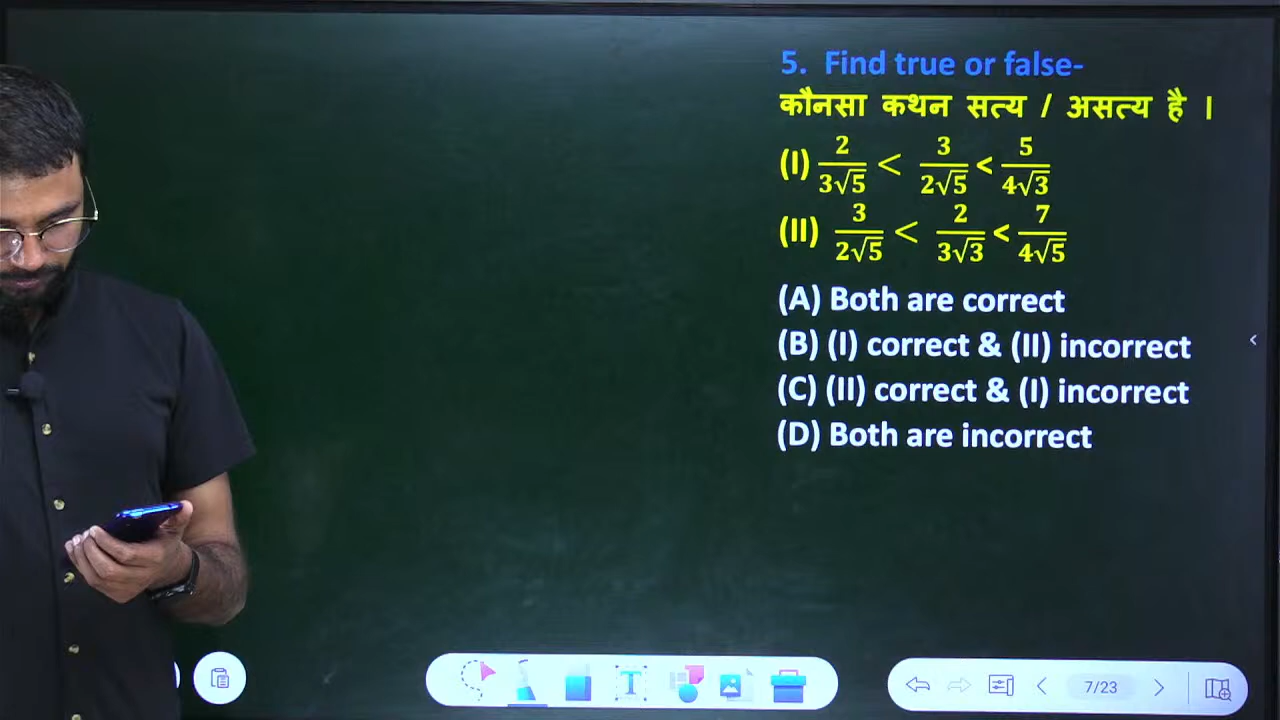 5. Find true or false-
कौनसा कथन सत्य / असत्य है ।
(I) 2/3√5 < 3/2√5 < 5/4√3
(II) 3/2√5 < 2/3√3 < 7/4√5
(A) Both are correct
(B) (I) correct & (II) incorrect
(C) (II) correct & (I) incorrect
(D) Both are incorrect
T
7/23